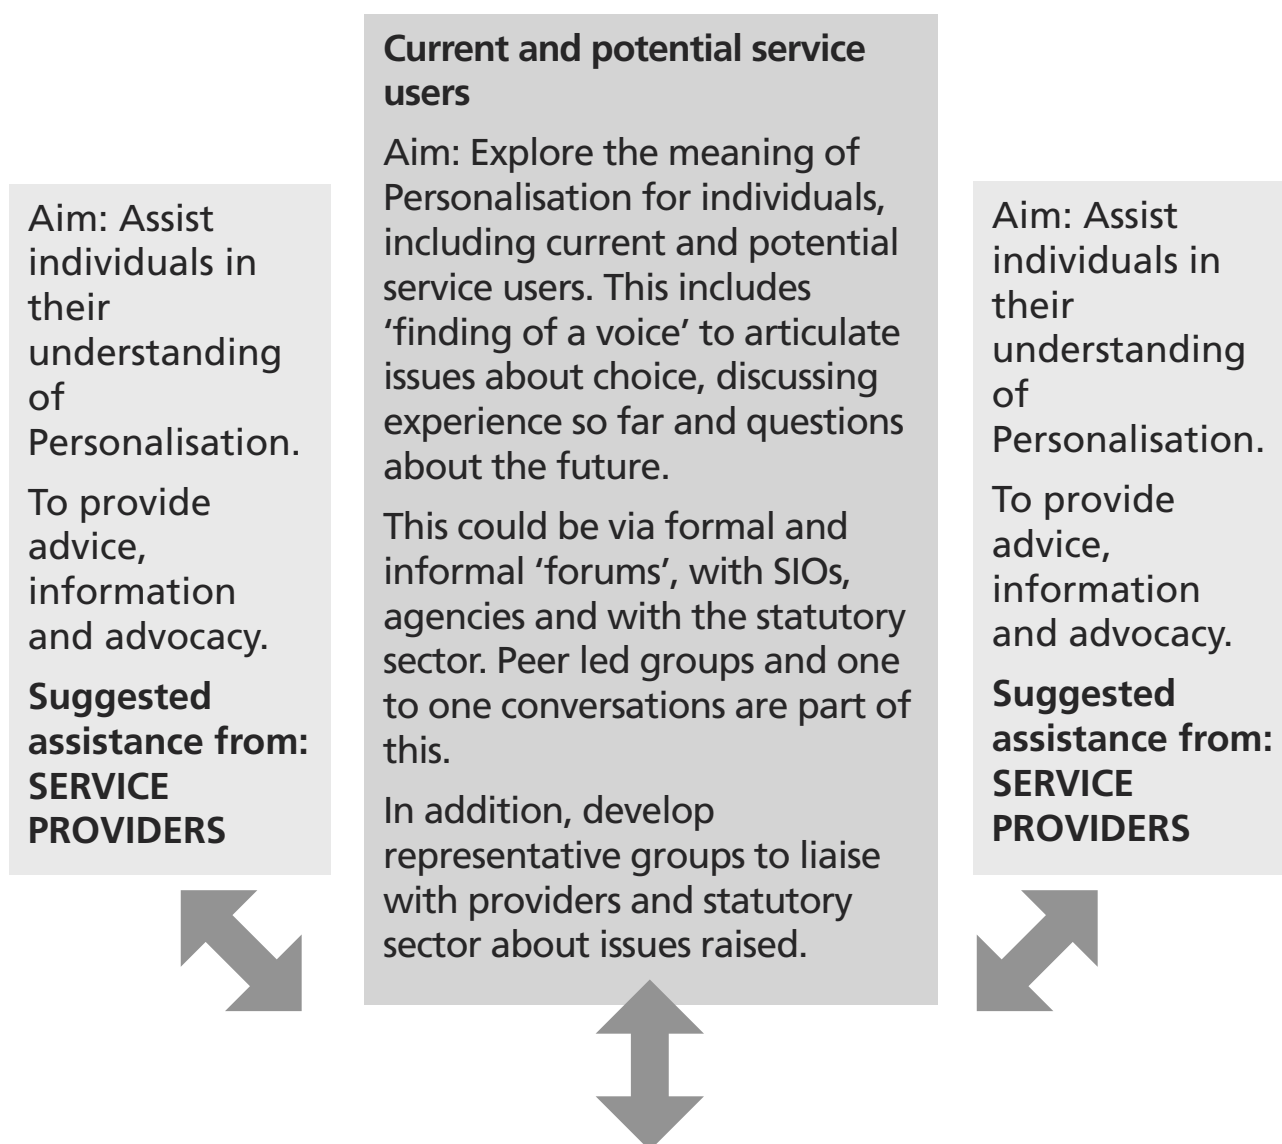 Current and potential service
users
Aim: Explore the meaning of
Personalisation for individuals,
including current and potential
service users. This includes
‘finding of a voice’ to articulate
issues about choice, discussing
experience so far and questions
about the future.
This could be via formal and
informal ‘forums’, with SIOs,
agencies and with the statutory
sector. Peer led groups and one
to one conversations are part of
this.
In addition, develop
representative groups to liaise
with providers and statutory
sector about issues raised.
Aim: Assist
individuals in
their
understanding
of
Personalisation.
To provide
advice,
information
and advocacy.
Suggested
assistance from:
SERVICE
PROVIDERS
Aim: Assist
individuals in
their
understanding
of
Personalisation.
To provide
advice,
information
and advocacy.
Suggested
assistance from:
SERVICE
PROVIDERS